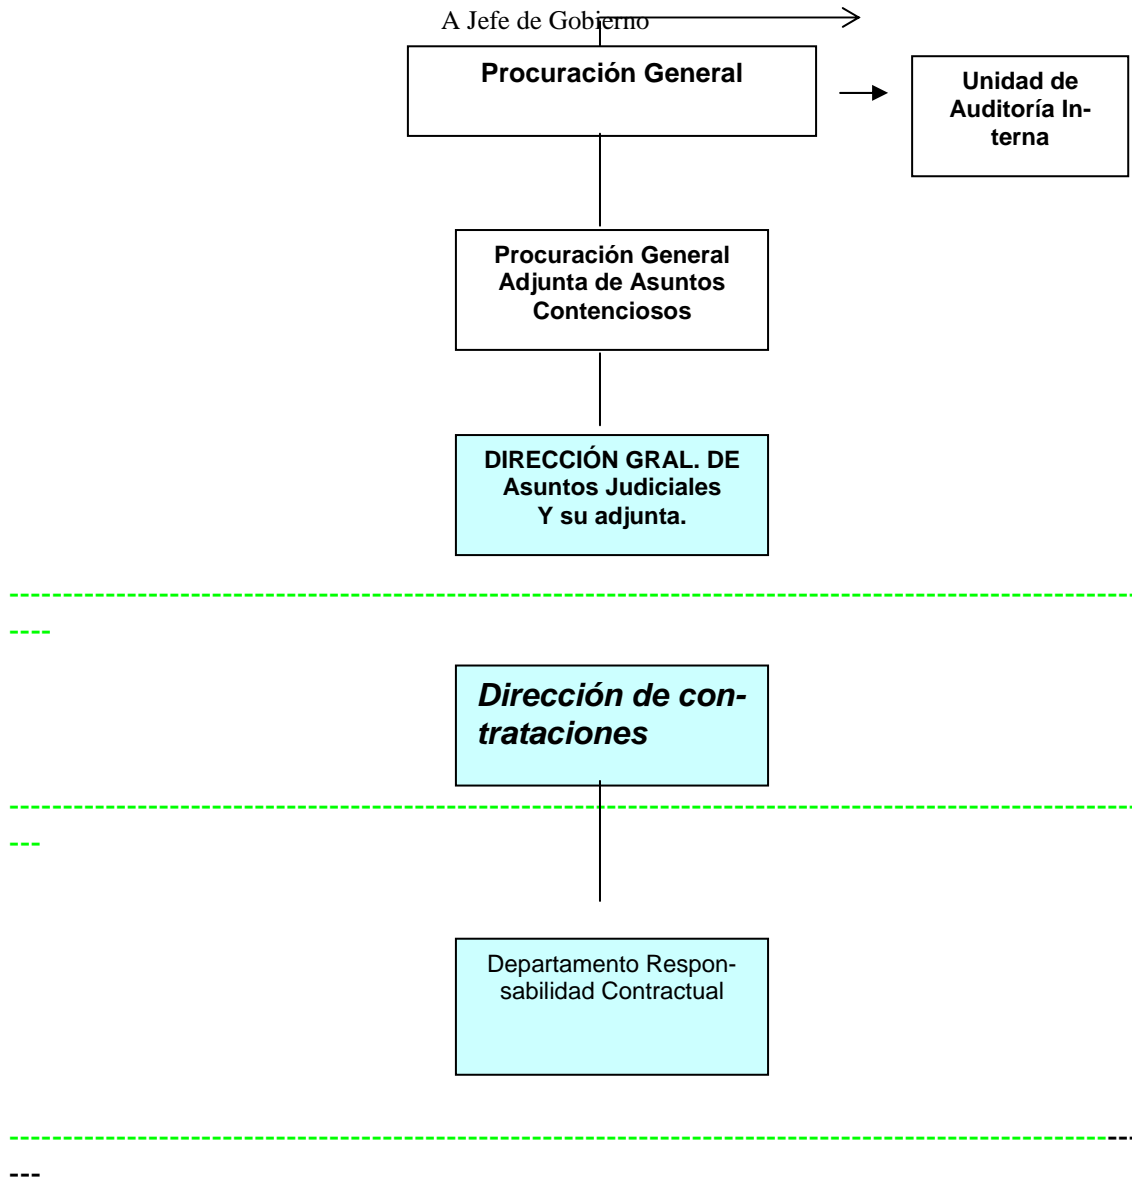 A Jefe de Gobierno
Procuración General
Unidad de
Auditoría In-
terna
Procuración General
Adjunta de Asuntos
Contenciosos
DIRECCIÓN GRAL. DE
Asuntos Judiciales
Y su adjunta.
Dirección de con-
trataciones
Departamento Respon-
sabilidad Contractual